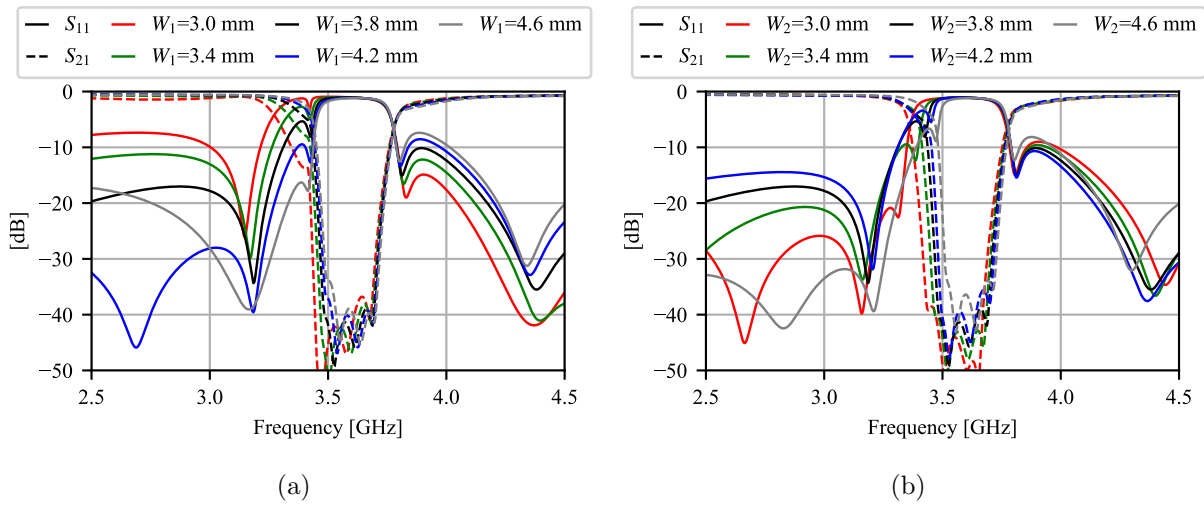 S11 W1=3.0 mm W1=3.8 mm W1=4.6 mm
S21 W1=3.4 mm W1=4.2 mm
0
−10
−20
−30
−40
−50
[dB]
2.5 3.0 3.5 4.0 4.5
Frequency [GHz]
(a)
S11 W2=3.0 mm W2=3.8 mm W2=4.6 mm
S21 W2=3.4 mm W2=4.2 mm
0
−10
−20
−30
−40
−50
[dB]
2.5 3.0 3.5 4.0 4.5
Frequency [GHz]
(b)